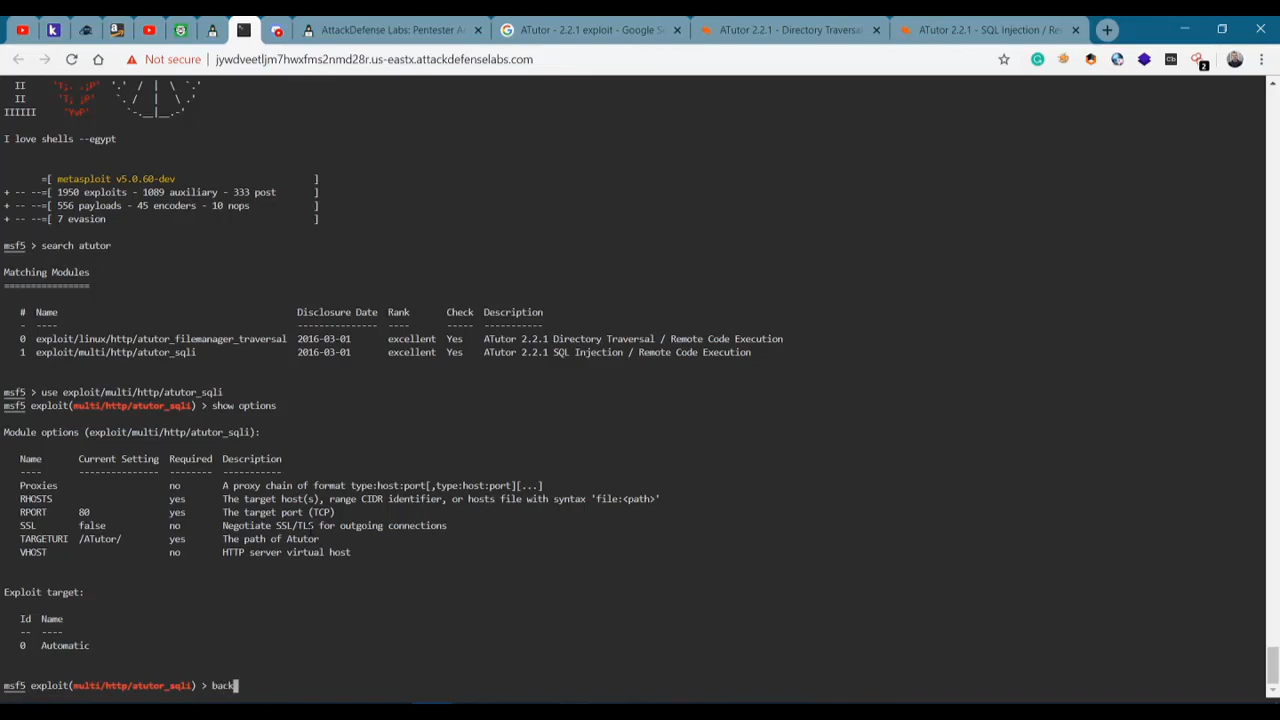 AttackDefense Labs: Pentester Ac
ATutor - 2.2.1 exploit - Google S
ATutor 2.2.1 - Directory Traversal
ATutor 2.2.1 - SQL Injection / Re
Not secure | jywdveetljm7hwxfms2nmd28r.us-eastx.attackdefenselabs.com
II 'T;. .;P' '.' / | \ `.'
II 'T; ;P' `. / | \ .'
IIIIII 'YvP' `-.__|__.-'
I love shells --egypt
=[ metasploit v5.0.60-dev ]
+ -- --=[ 1950 exploits - 1089 auxiliary - 333 post ]
+ -- --=[ 556 payloads - 45 encoders - 10 nops ]
+ -- --=[ 7 evasion ]
msf5 > search atutor
Matching Modules
================
# Name Disclosure Date Rank Check Description
- ---- --------------- ---- ----- -----------
0 exploit/linux/http/atutor_filemanager_traversal 2016-03-01 excellent Yes ATutor 2.2.1 Directory Traversal / Remote Code Execution
1 exploit/multi/http/atutor_sqli 2016-03-01 excellent Yes ATutor 2.2.1 SQL Injection / Remote Code Execution
msf5 > use exploit/multi/http/atutor_sqli
msf5 exploit(multi/http/atutor_sqli) > show options
Module options (exploit/multi/http/atutor_sqli):
Name Current Setting Required Description
---- --------------- -------- -----------
Proxies no A proxy chain of format type:host:port[,type:host:port][...]
RHOSTS yes The target host(s), range CIDR identifier, or hosts file with syntax 'file:<path>'
RPORT 80 yes The target port (TCP)
SSL false no Negotiate SSL/TLS for outgoing connections
TARGETURI /ATutor/ yes The path of Atutor
VHOST no HTTP server virtual host
Exploit target:
Id Name
-- ----
0 Automatic
msf5 exploit(multi/http/atutor_sqli) > back